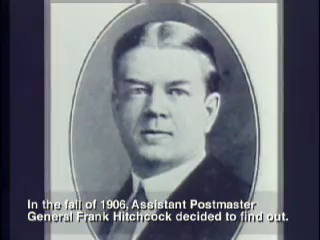 In the fall of 1906, Assistant Postmaster
General Frank Hitchcock decided to find out.